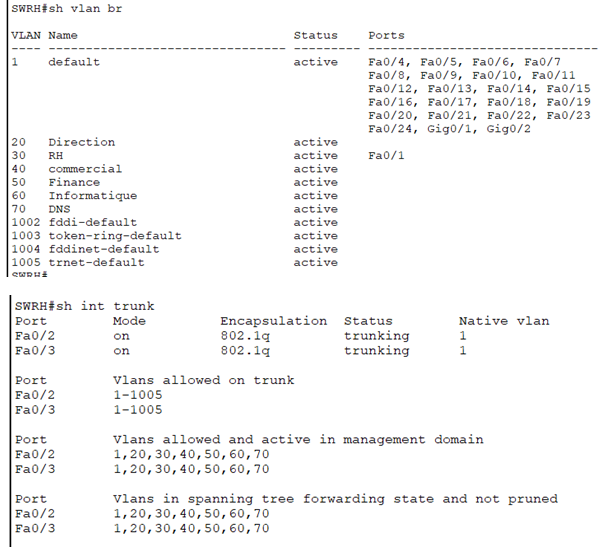 SWRH#sh vlan br
VLAN Name                             Status    Ports
---- -------------------------------- --------- -------------------------------
1    default                          active    Fa0/4, Fa0/5, Fa0/6, Fa0/7
                                                Fa0/8, Fa0/9, Fa0/10, Fa0/11
                                                Fa0/12, Fa0/13, Fa0/14, Fa0/15
                                                Fa0/16, Fa0/17, Fa0/18, Fa0/19
                                                Fa0/20, Fa0/21, Fa0/22, Fa0/23
                                                Fa0/24, Gig0/1, Gig0/2
20   Direction                        active
30   RH                               active    Fa0/1
40   commercial                       active
50   Finance                          active
60   Informatique                     active
70   DNS                              active
1002 fddi-default                     active
1003 token-ring-default               active
1004 fddinet-default                  active
1005 trnet-default                    active
SWRH#
SWRH#sh int trunk
Port        Mode         Encapsulation  Status        Native vlan
Fa0/2       on           802.1q         trunking      1
Fa0/3       on           802.1q         trunking      1
Port        Vlans allowed on trunk
Fa0/2       1-1005
Fa0/3       1-1005
Port        Vlans allowed and active in management domain
Fa0/2       1,20,30,40,50,60,70
Fa0/3       1,20,30,40,50,60,70
Port        Vlans in spanning tree forwarding state and not pruned
Fa0/2       1,20,30,40,50,60,70
Fa0/3       1,20,30,40,50,60,70